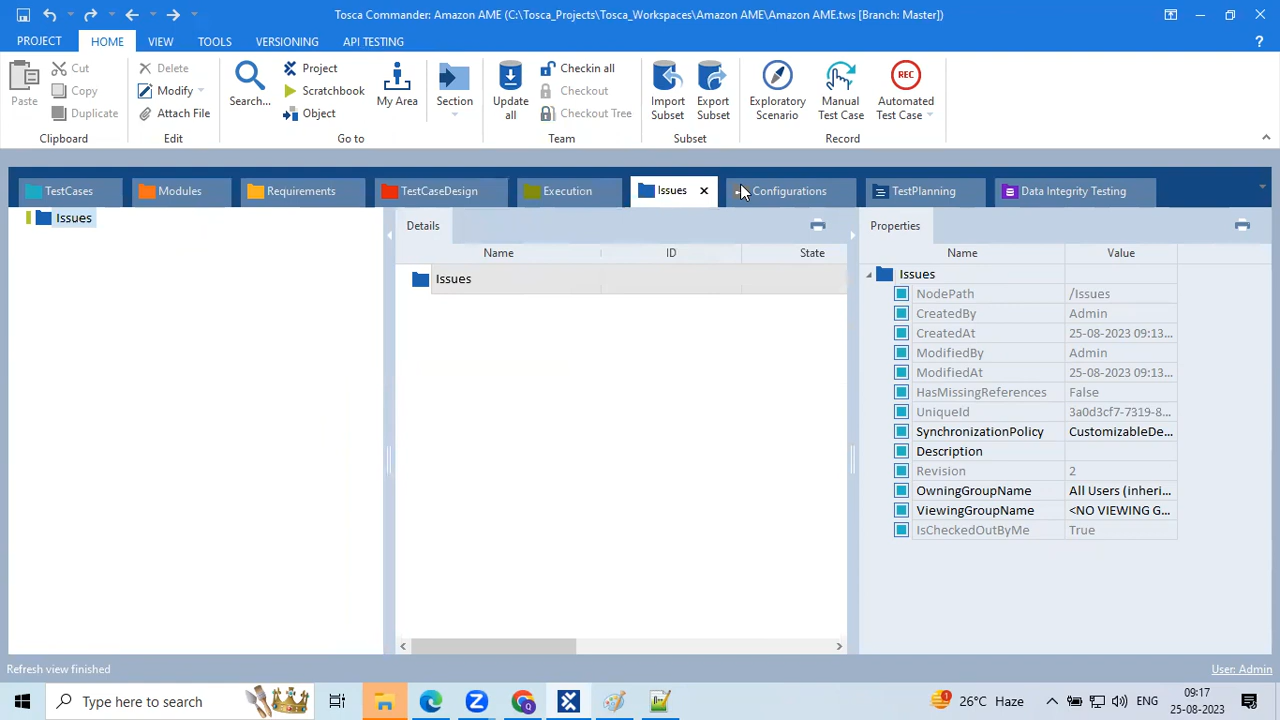 Tosca Commander: Amazon AME (C:\Tosca_Projects\Tosca_Workspaces\Amazon AME\Amazon AME.tws [Branch: Master])
PROJECT HOME VIEW TOOLS VERSIONING API TESTING ?
Paste Cut Copy Duplicate
Clipboard
Delete Modify Attach File
Edit
Search... Project Scratchbook Object My Area Section
Go to
Update all Checkin all Checkout Checkout Tree
Team
Import Subset Export Subset
Subset
Exploratory Scenario Manual Test Case REC Automated Test Case
Record
TestCases Modules Requirements TestCaseDesign Execution Issues Configurations TestPlanning Data Integrity Testing
Issues
Details
Name ID State
Issues
Properties
Name Value
Issues
NodePath /Issues
CreatedBy Admin
CreatedAt 25-08-2023 09:13...
ModifiedBy Admin
ModifiedAt 25-08-2023 09:13...
HasMissingReferences False
UniqueId 3a0d3cf7-7319-8...
SynchronizationPolicy CustomizableDe...
Description
Revision 2
OwningGroupName All Users (inheri...
ViewingGroupName <NO VIEWING G...
IsCheckedOutByMe True
Refresh view finished User: Admin
Type here to search 1 26°C Haze ENG 09:17
25-08-2023